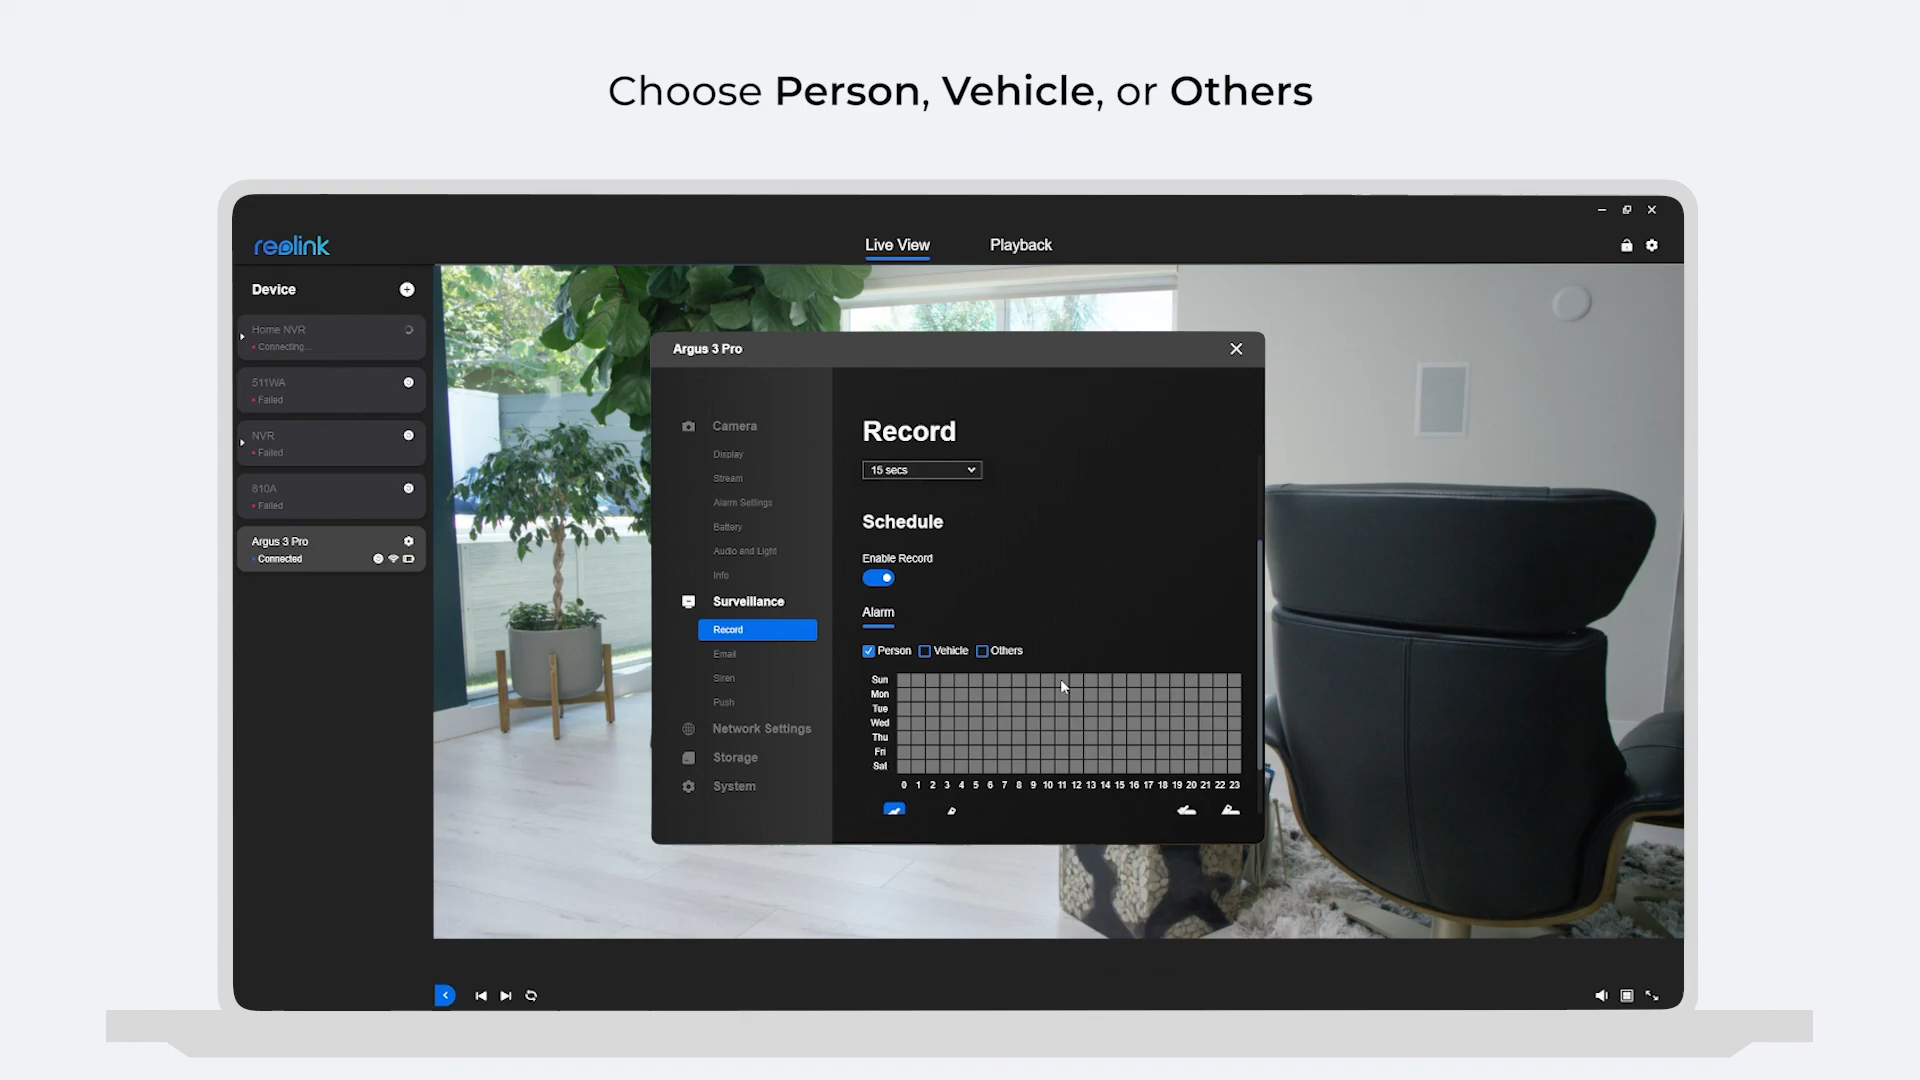 Choose Person, Vehicle, or Others
reolink
Live View
Playback
Device
Home NVR
Connecting...
511WA
Failed
NVR
Failed
810A
Failed
Argus 3 Pro
Connected
Argus 3 Pro
Camera
Display
Stream
Alarm Settings
Battery
Audio and Light
Info
Surveillance
Record
Email
Siren
Push
Network Settings
Storage
System
Record
15 secs
Schedule
Enable Record
Alarm
Person Vehicle Others
Sun
Mon
Tue
Wed
Thu
Fri
Sat
0 1 2 3 4 5 6 7 8 9 10 11 12 13 14 15 16 17 18 19 20 21 22 23